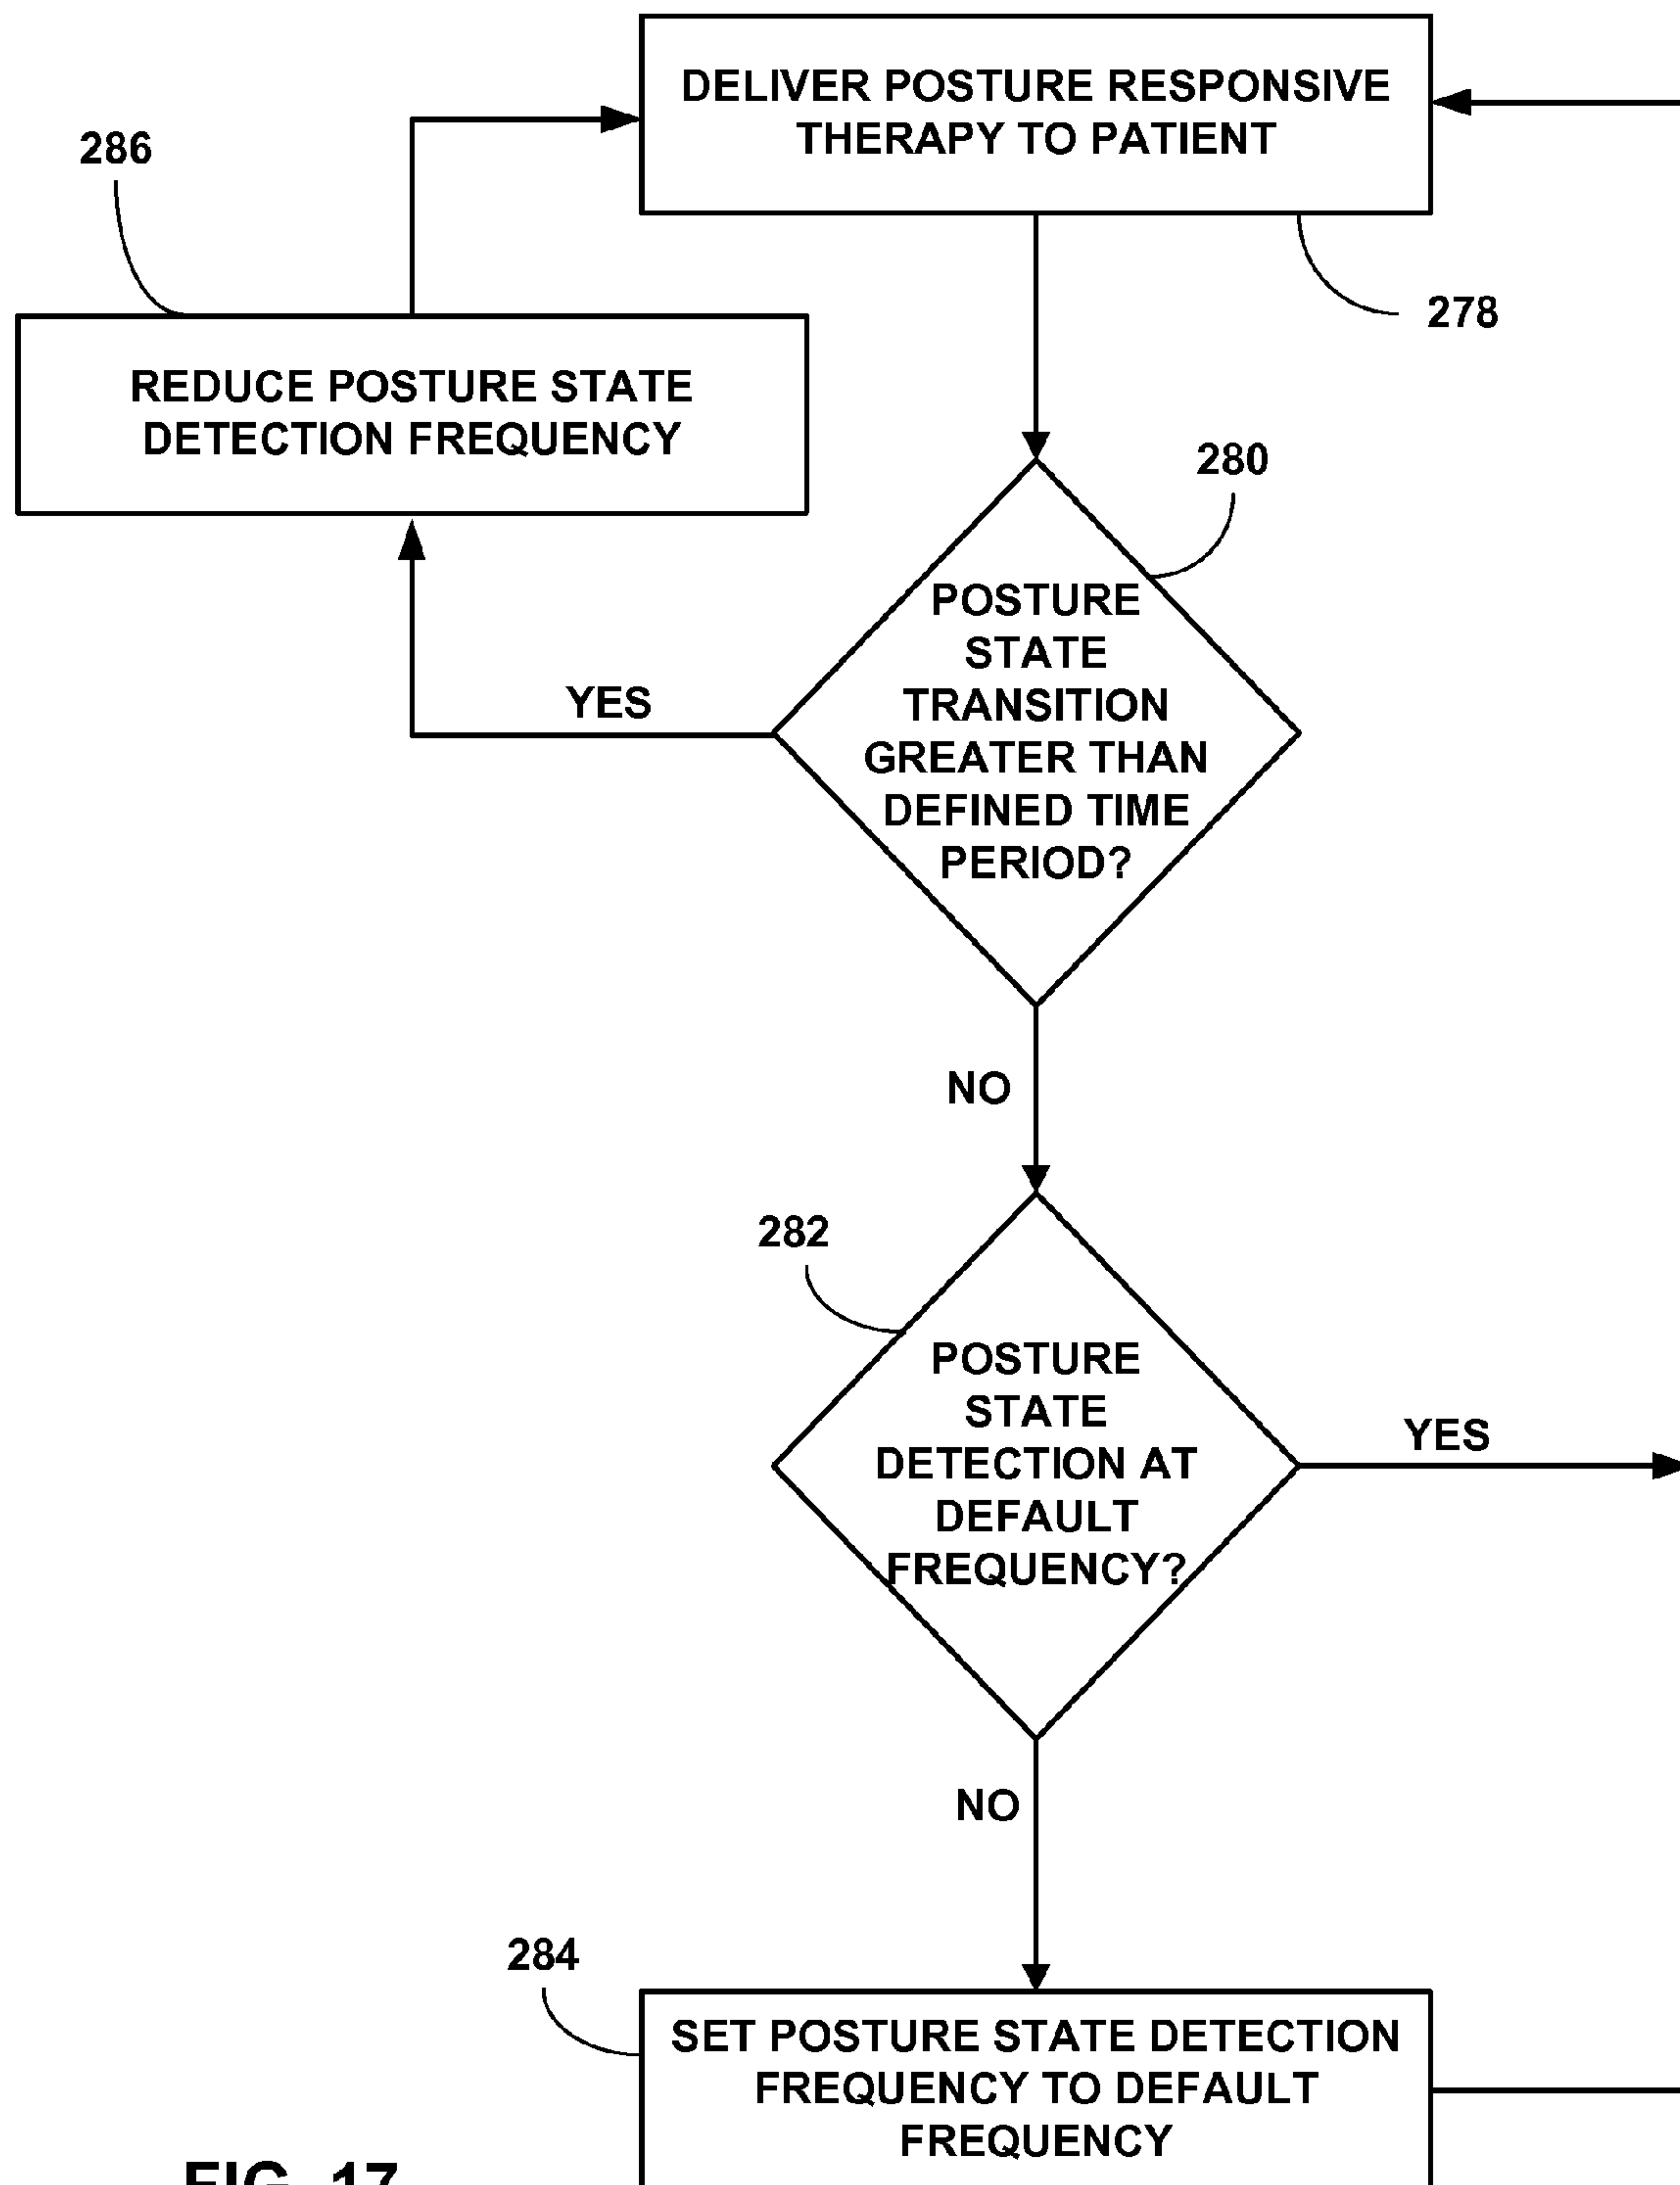 DELIVER POSTURE RESPONSIVE
THERAPY TO PATIENT
286
278
REDUCE POSTURE STATE
DETECTION FREQUENCY
280
POSTURE
STATE
TRANSITION
GREATER THAN
DEFINED TIME
PERIOD?
YES
NO
282
POSTURE
STATE
DETECTION AT
DEFAULT
FREQUENCY?
YES
NO
284
SET POSTURE STATE DETECTION
FREQUENCY TO DEFAULT
FREQUENCY
FIG. 17